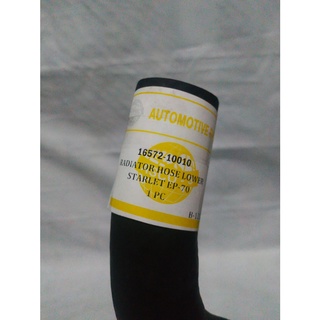 AUTOMOTIVE
16572-10010
RADIATOR HOSE LOWER
STARLET EP-70
1 PC